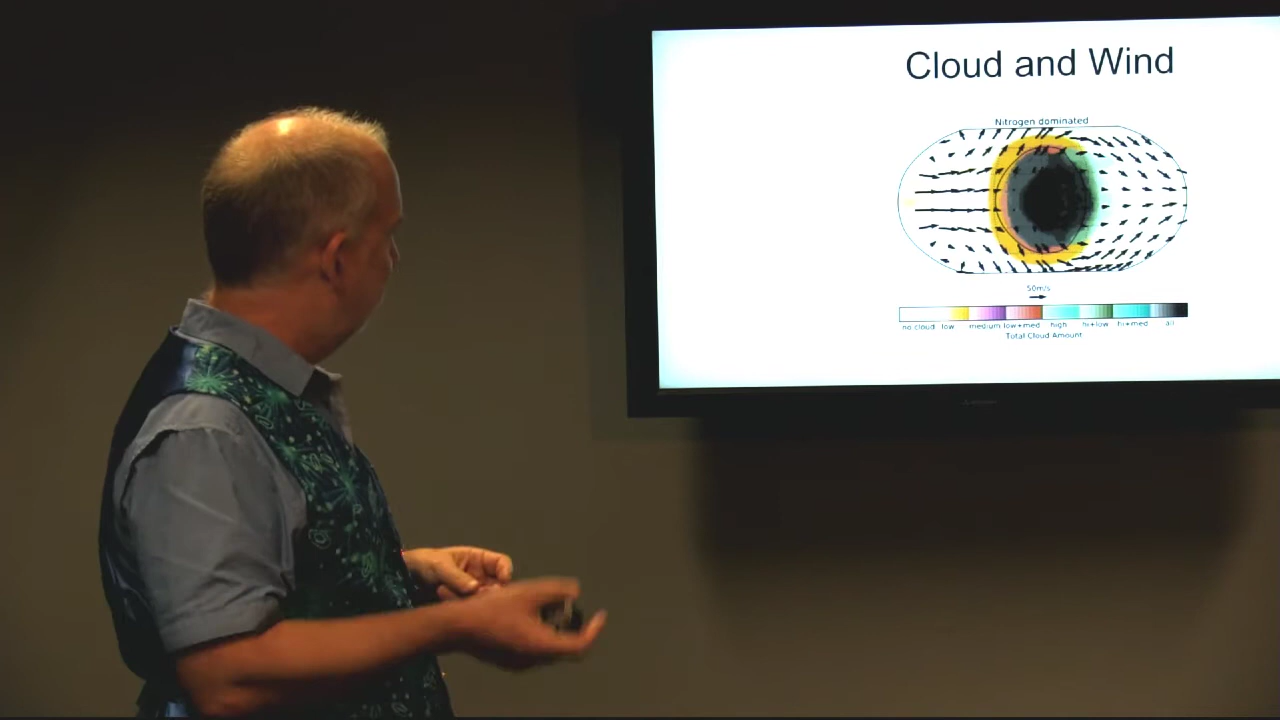 Cloud and Wind
Nitrogen dominated
50m/s
no cloud low medium low+med high hi+low hi+med all
Total Cloud Amount